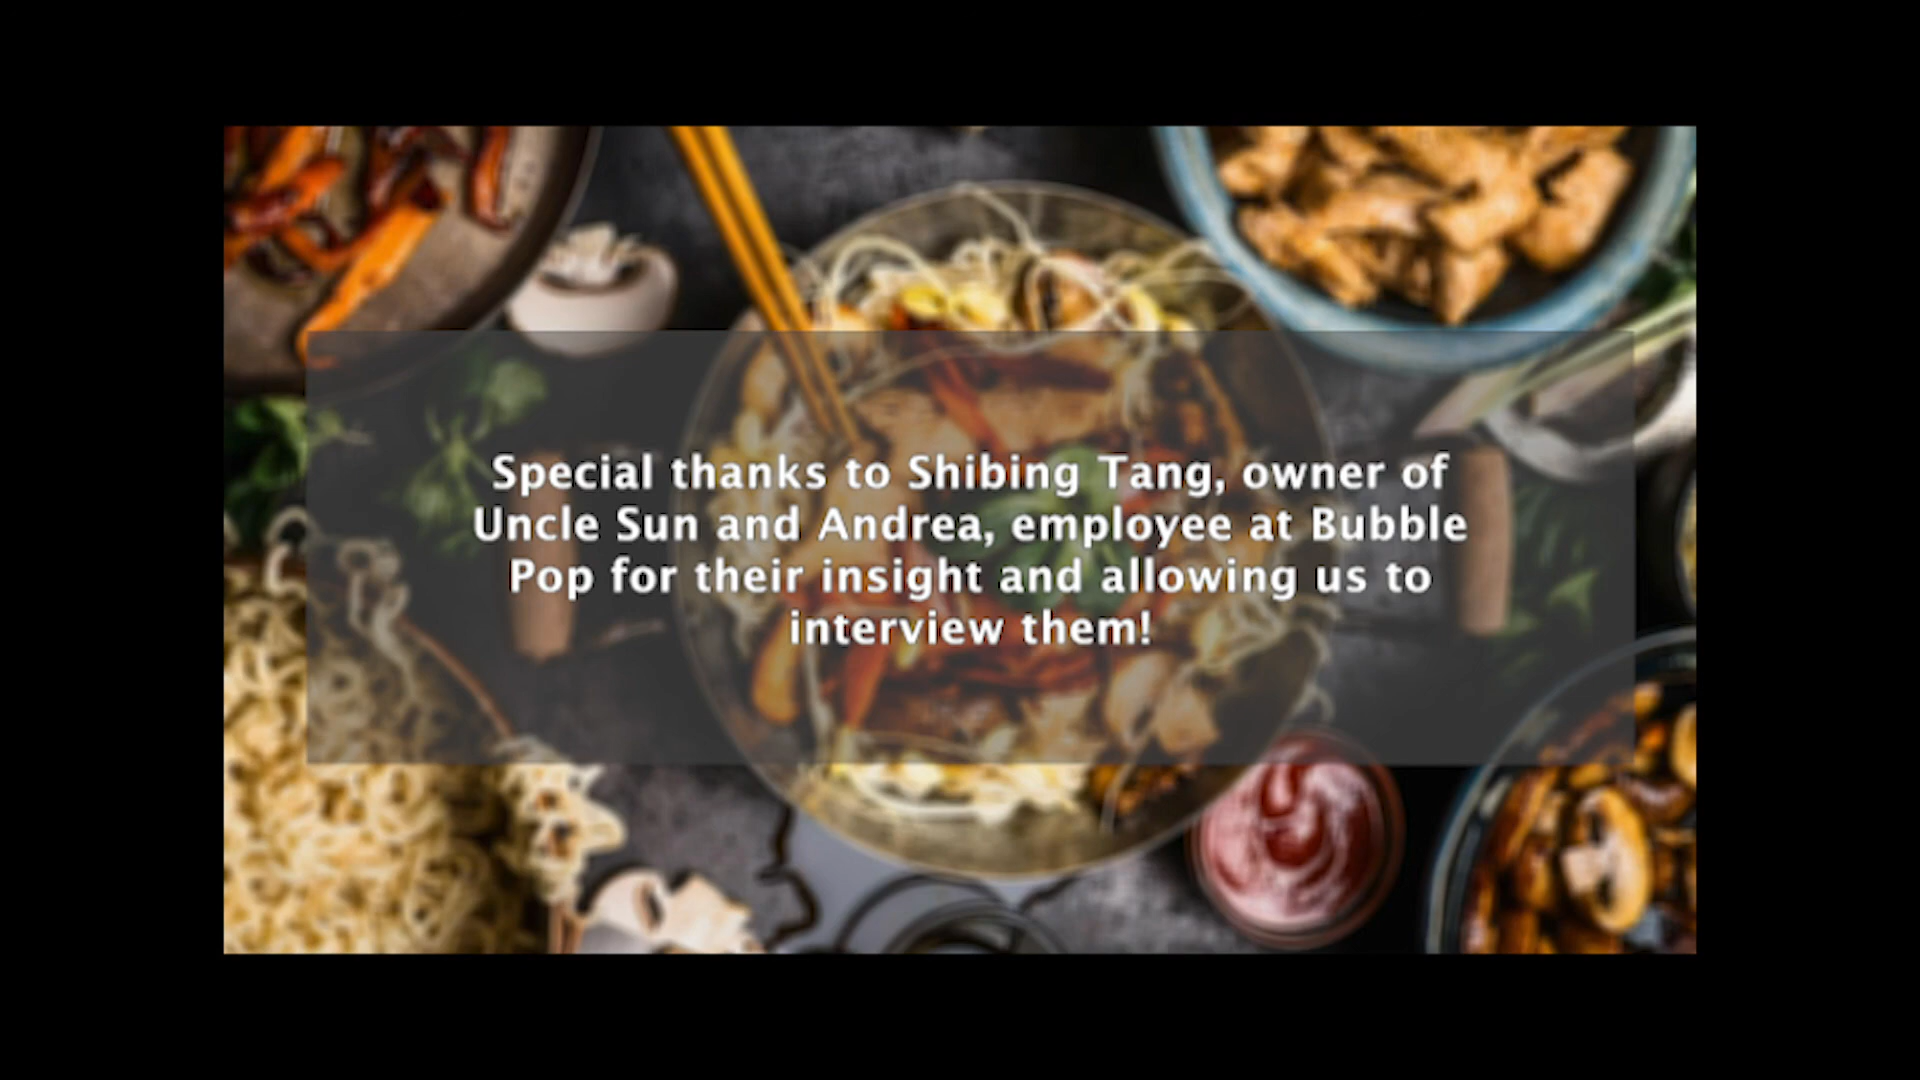 Special thanks to Shibing Tang, owner of
Uncle Sun and Andrea, employee at Bubble
Pop for their insight and allowing us to
interview them!